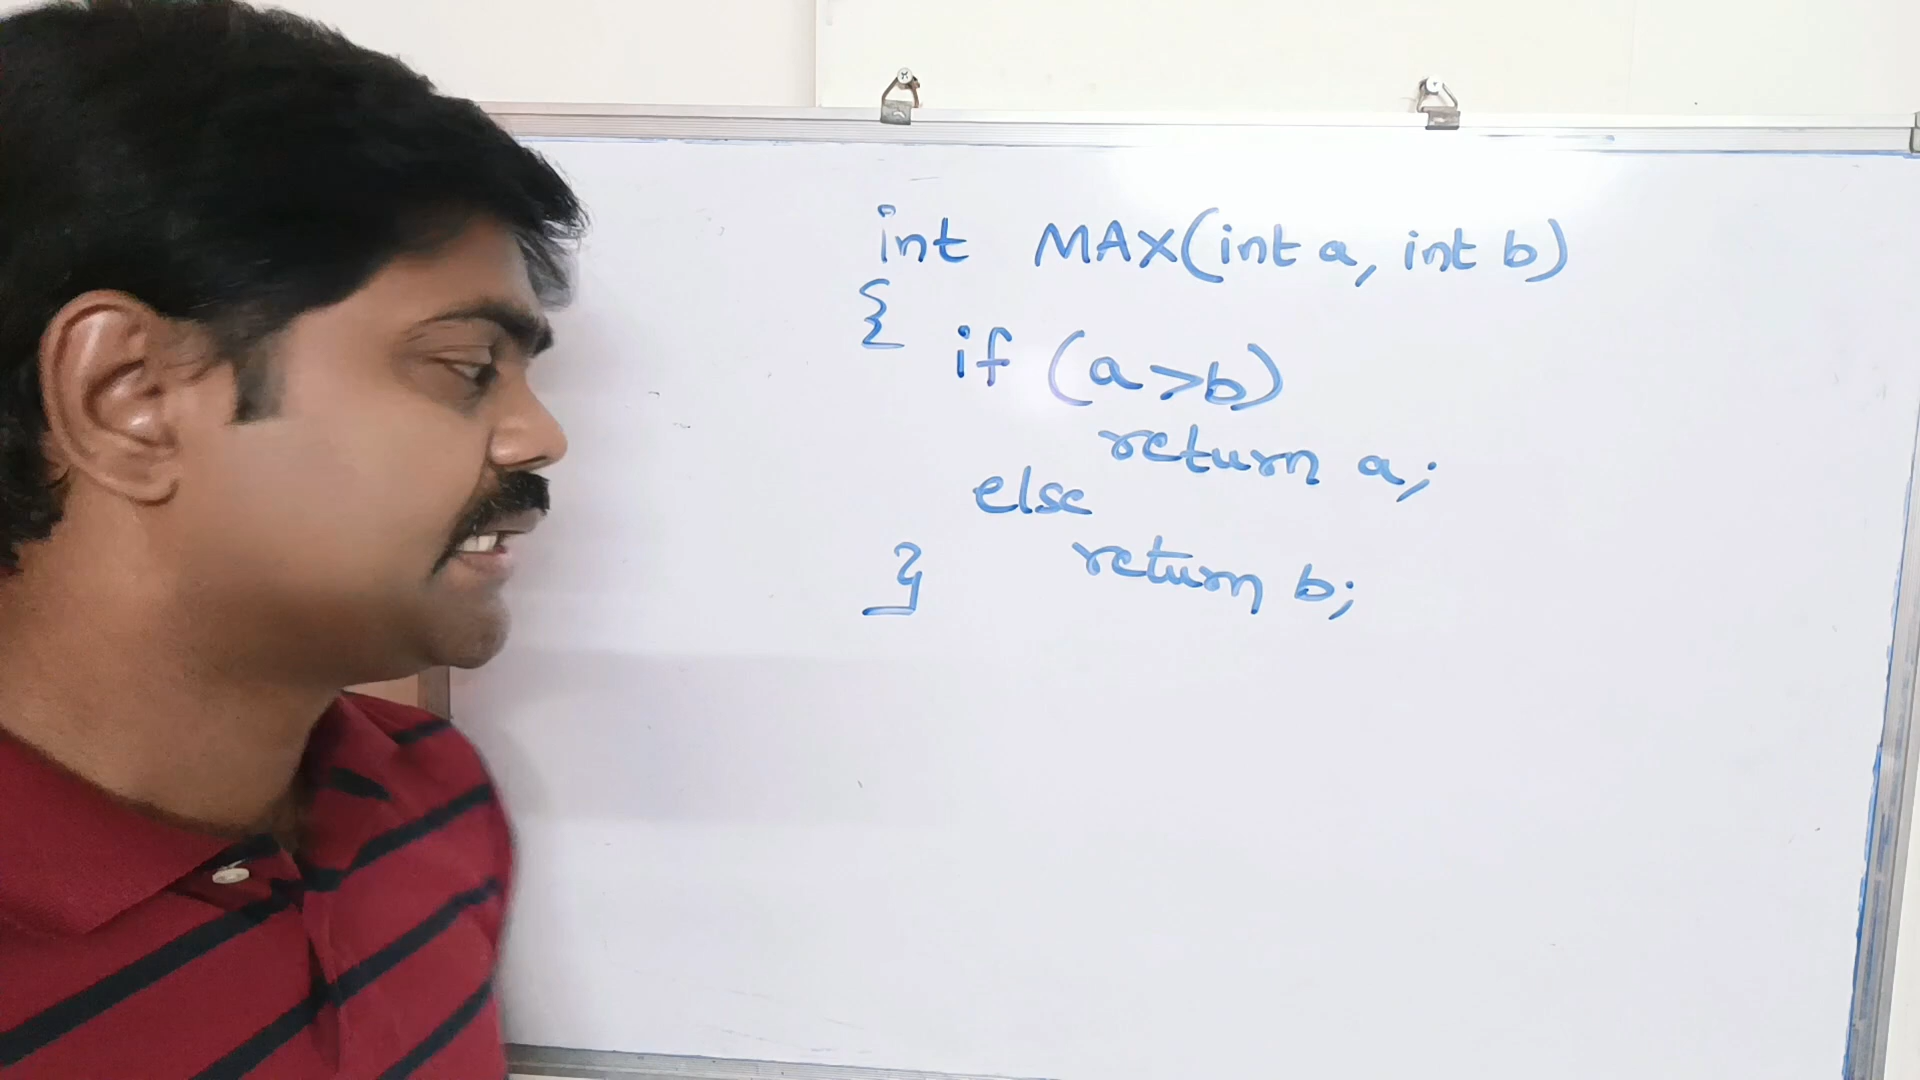 int MAX(int a, int b)
{
if (a>b)
return a;
else
return b;
}